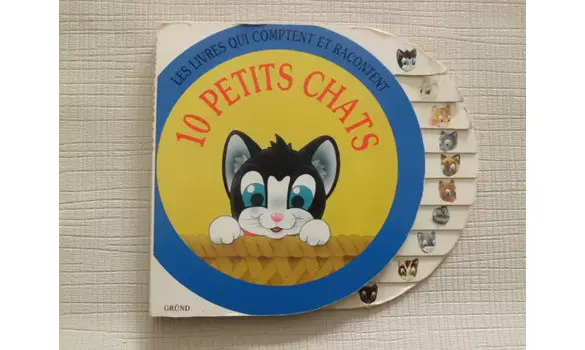 LES LIVRES QUI COMPTENT ET RACONTENT
10 PETITS CHATS
GRÜND